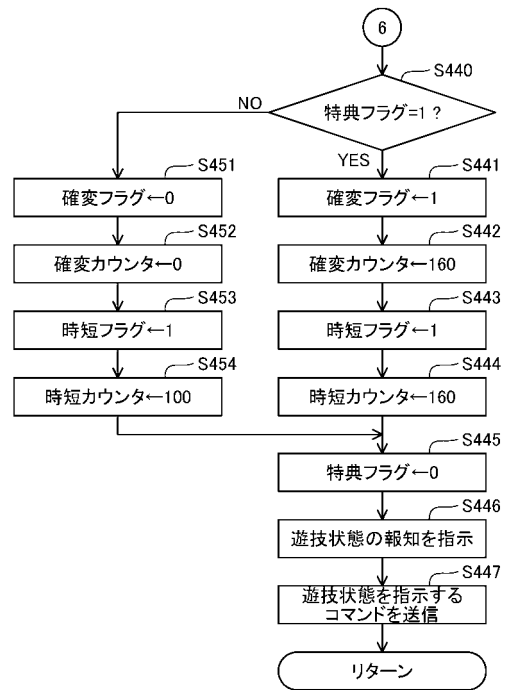 6
S440
特典フラグ=1？
NO
YES
S451
確変フラグ←0
S441
確変フラグ←1
S452
確変カウンター←0
S442
確変カウンター←160
S453
時短フラグ←1
S443
時短フラグ←1
S454
時短カウンター←100
S444
時短カウンター←160
S445
特典フラグ←0
S446
遊技状態の報知を指示
S447
遊技状態を指示する
コマンドを送信
リターン